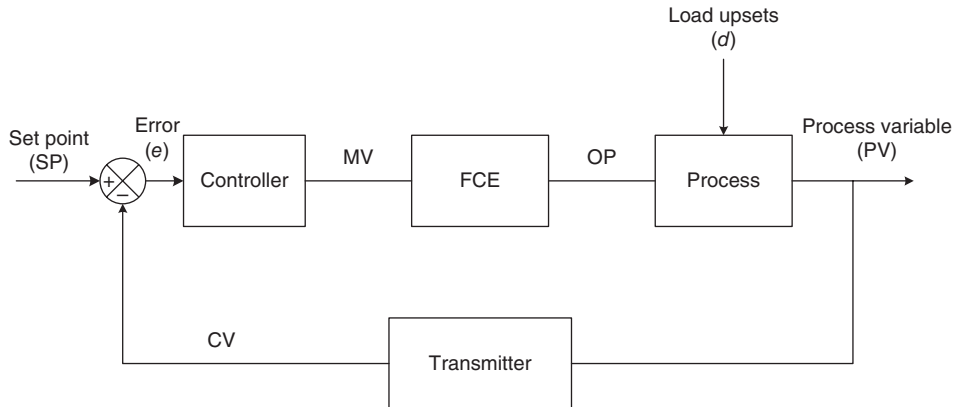 Load upsets
(d)
Set point
(SP)
Error
(e)
MV
OP
Process variable
(PV)
+
−
Controller
FCE
Process
CV
Transmitter